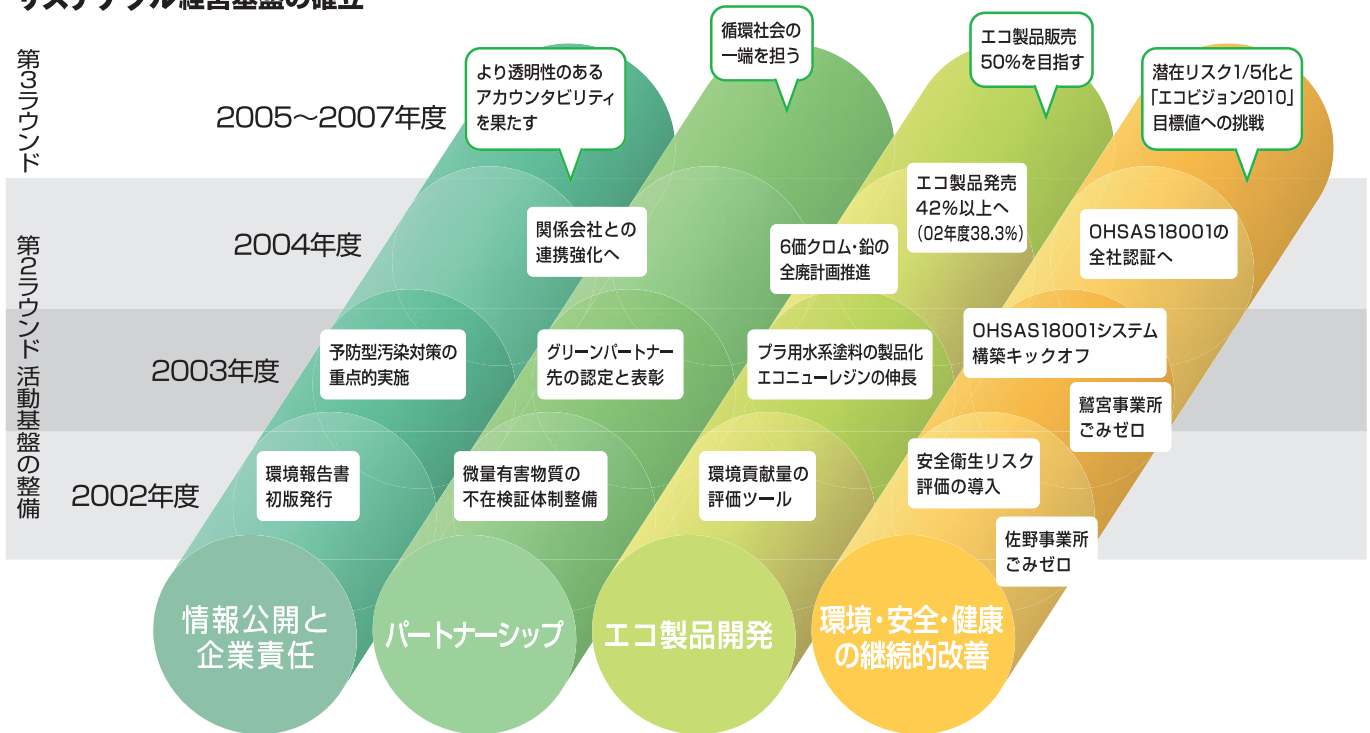 サステナブル経営基盤の確立
第3ラウンド
2005〜2007年度
より透明性のある
アカウンタビリティ
を果たす
循環社会の
一端を担う
エコ製品販売
50%を目指す
潜在リスク1/5化と
「エコビジョン2010」
目標値への挑戦
第2ラウンド 活動基盤の整備
2004年度
関係会社との
連携強化へ
6価クロム・鉛の
全廃計画推進
エコ製品発売
42%以上へ
(02年度38.3%)
OHSAS18001の
全社認証へ
2003年度
予防型汚染対策の
重点的実施
グリーンパートナー
先の認定と表彰
プラ用水系塗料の製品化
エコニューレジンの伸長
OHSAS18001システム
構築キックオフ
鷲宮事業所
ごみゼロ
2002年度
環境報告書
初版発行
微量有害物質の
不在検証体制整備
環境貢献量の
評価ツール
安全衛生リスク
評価の導入
佐野事業所
ごみゼロ
情報公開と
企業責任
パートナーシップ
エコ製品開発
環境・安全・健康
の継続的改善